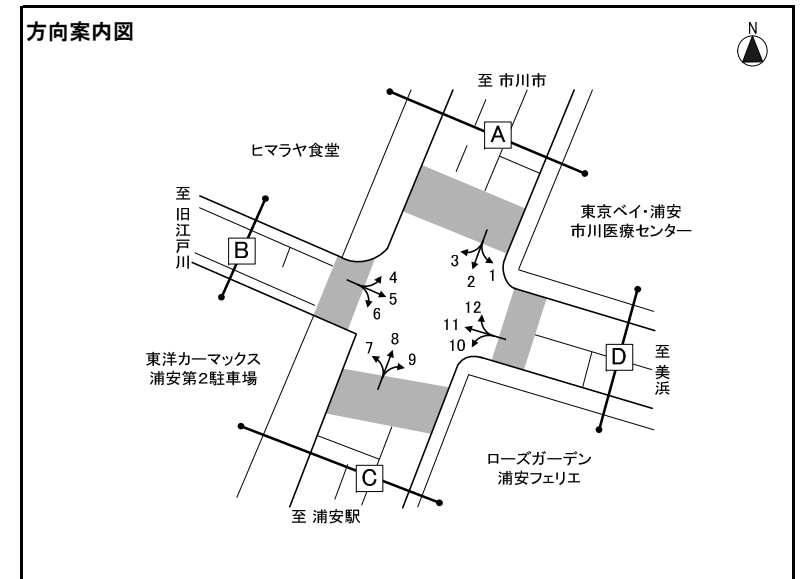 方向案内図
N
至 市川市
A
ヒマラヤ食堂
至旧江戸川
B
東京ベイ・浦安
市川医療センター
3
2
1
4
5
6
12
11
10
7
8
9
D
至美浜
東洋カーマックス
浦安第2駐車場
C
ローズガーデン
浦安フェリエ
至 浦安駅